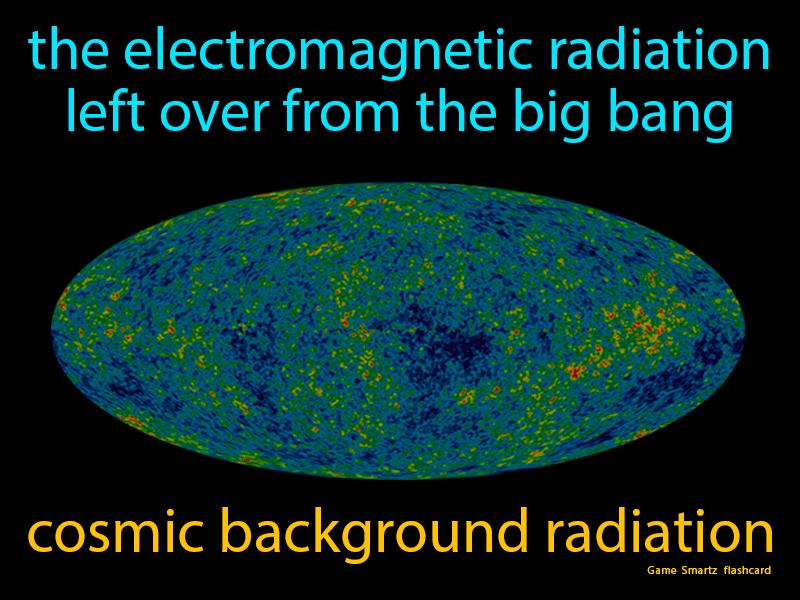 the electromagnetic radiation
left over from the big bang
cosmic background radiation
Game Smartz flashcard